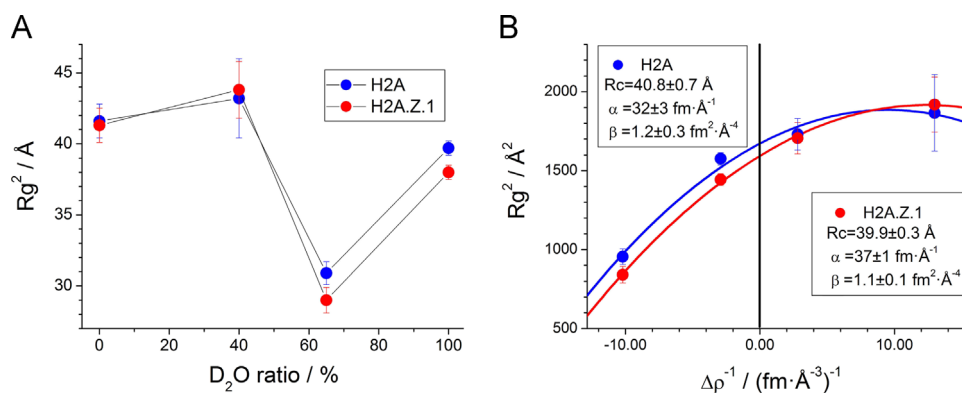 A
Rg² / Å
45
40
35
30
0
20
40
60
80
100
D₂O ratio / %
H2A
H2A.Z.1
B
Rg² / Å²
2000
1500
1000
500
-10.00
0.00
10.00
Δρ⁻¹ / (fm·Å⁻³)⁻¹
H2A
Rc=40.8±0.7 Å
α =32±3 fm·Å⁻¹
β =1.2±0.3 fm²·Å⁻⁴
H2A.Z.1
Rc=39.9±0.3 Å
α =37±1 fm·Å⁻¹
β =1.1±0.1 fm²·Å⁻⁴